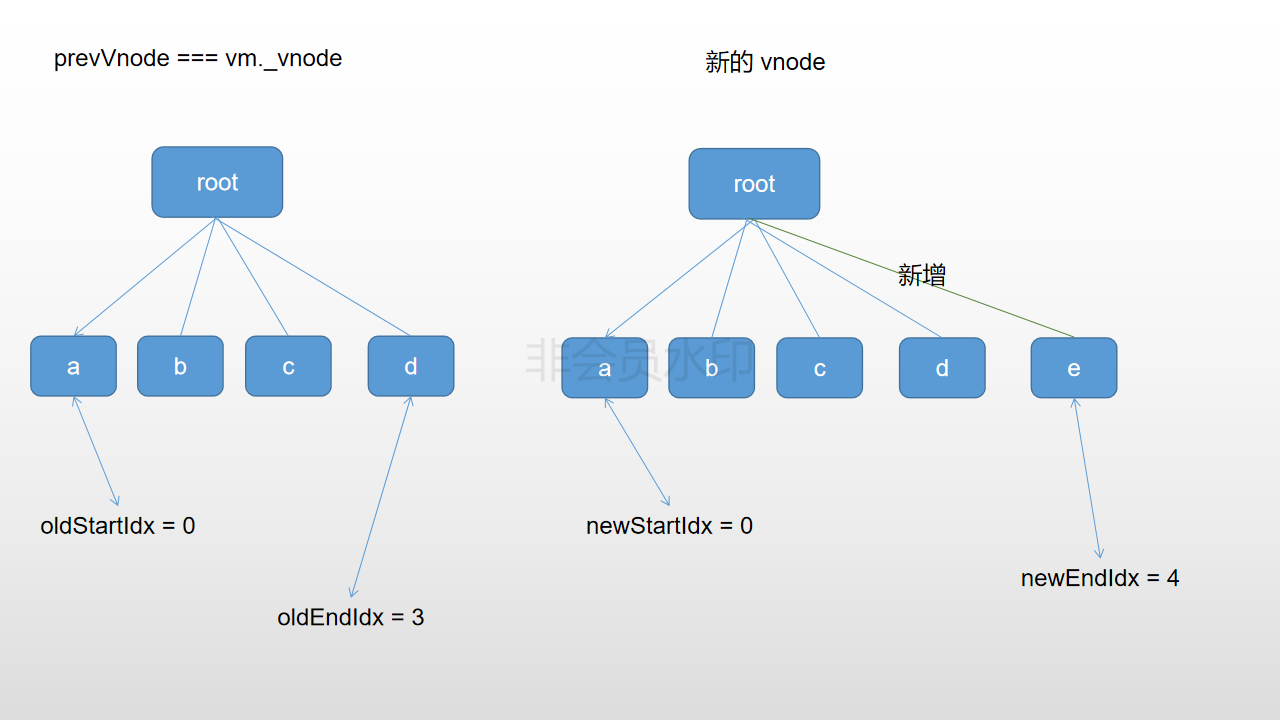 prevVnode === vm._vnode
新的 vnode
root
root
新增
a
b
c
d
非会员水印
a
b
c
d
e
oldStartIdx = 0
newStartIdx = 0
newEndIdx = 4
oldEndIdx = 3